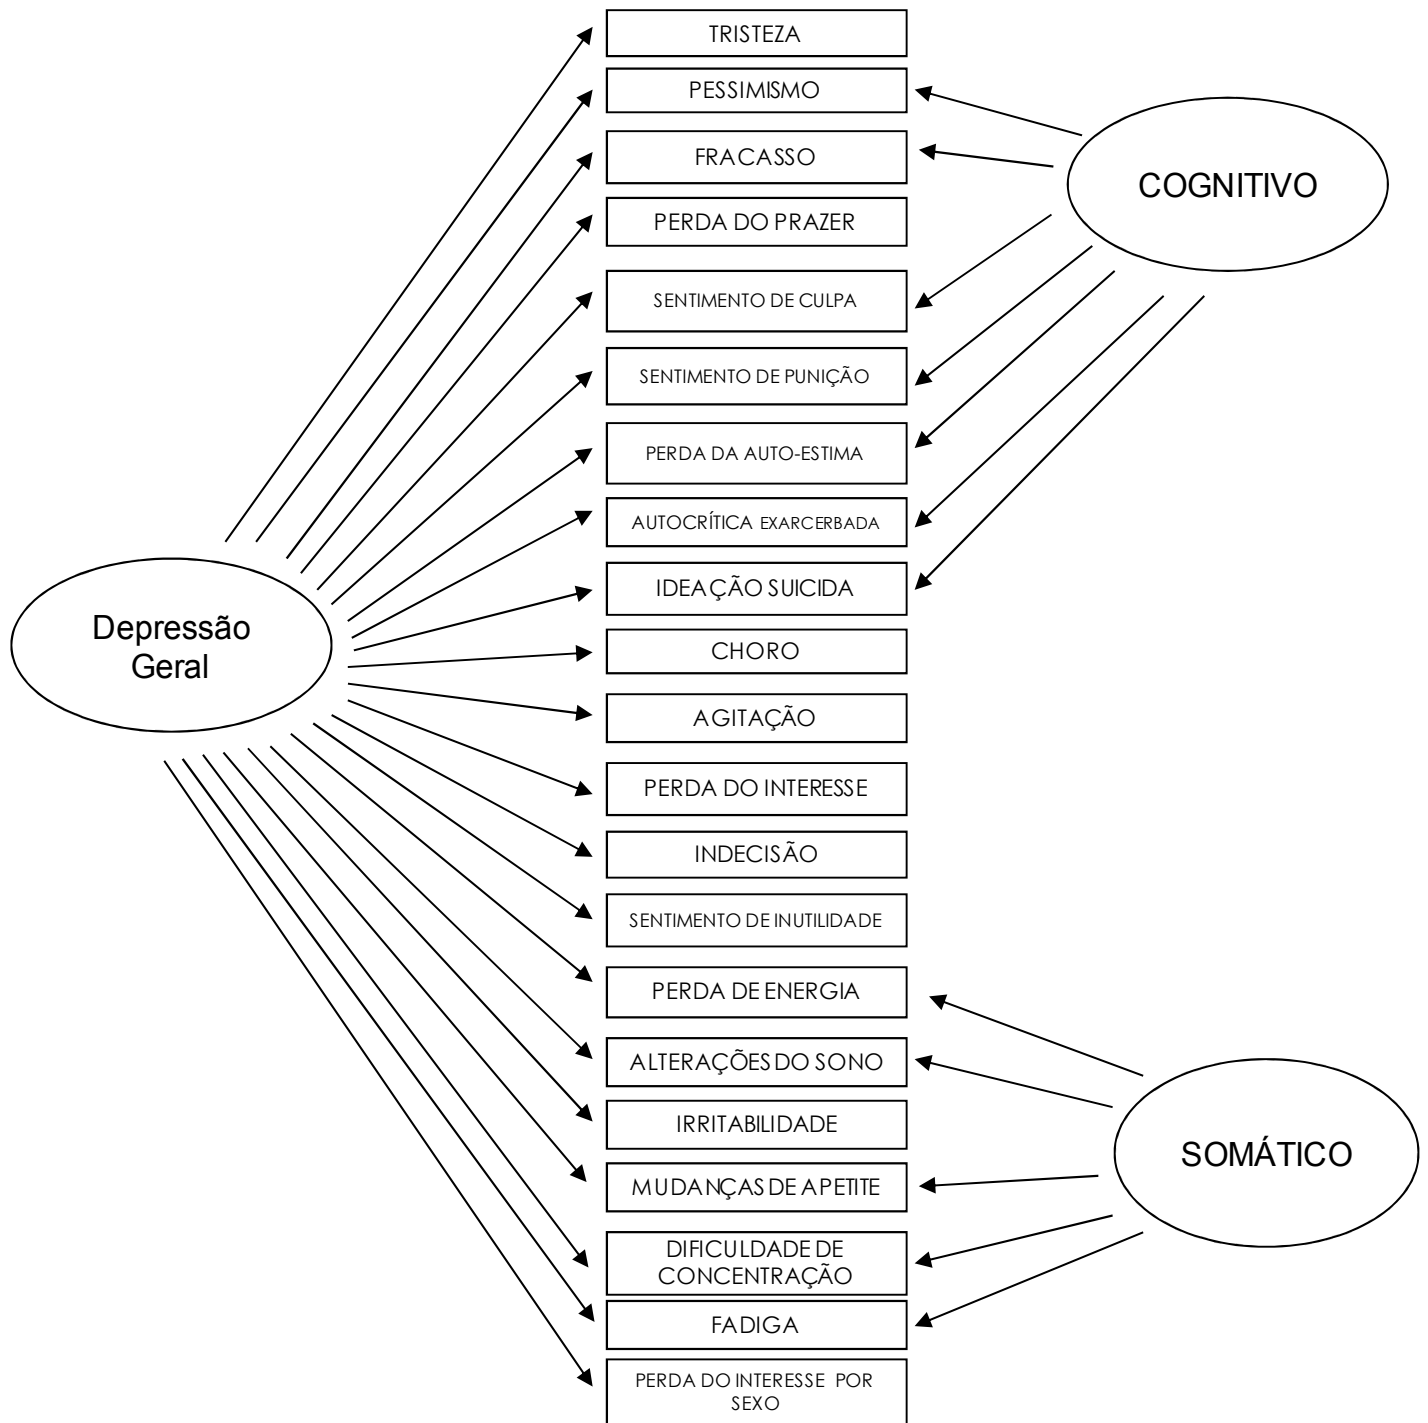 TRISTEZA
PESSIMISMO
FRACASSO
COGNITIVO
PERDA DO PRAZER
SENTIMENTO DE CULPA
SENTIMENTO DE PUNIÇÃO
PERDA DA AUTO-ESTIMA
AUTOCRÍTICA EXARCERBADA
IDEAÇÃO SUICIDA
Depressão
Geral
CHORO
AGITAÇÃO
PERDA DO INTERESSE
INDECISÃO
SENTIMENTO DE INUTILIDADE
PERDA DE ENERGIA
ALTERAÇÕES DO SONO
IRRITABILIDADE
SOMÁTICO
MUDANÇAS DE APETITE
DIFICULDADE DE
CONCENTRAÇÃO
FADIGA
PERDA DO INTERESSE POR
SEXO